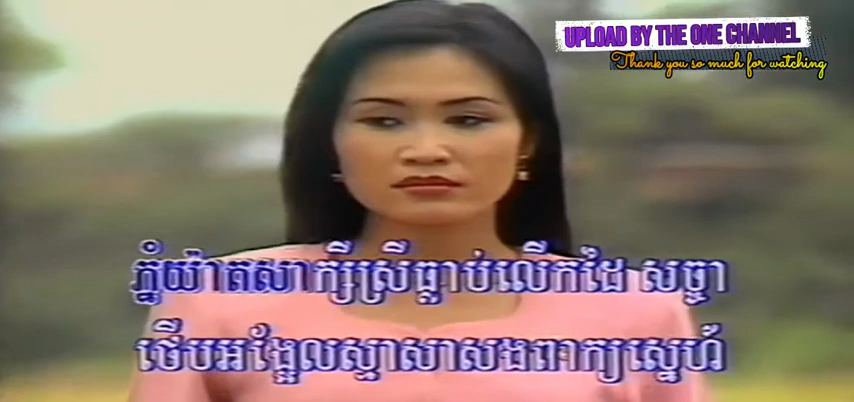 UPLOAD BY THE ONE CHANNEL
Thank you so much for watching
ភ្នំយ៉ាតសាក្សីស្រីធ្លាប់លើកដៃ សច្ចា
ថើបអង្អែលស្មាសាសងពាក្យស្នេហ៍